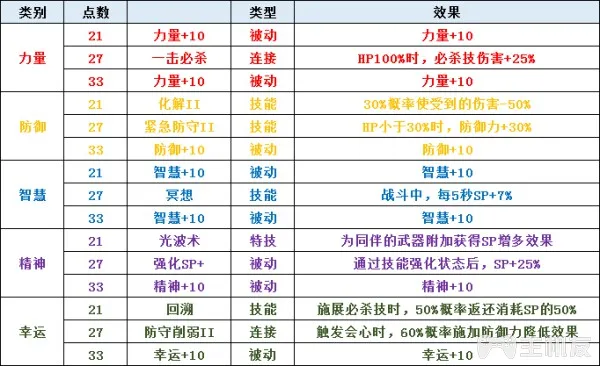 类别 点数 类型 效果
力量 21 力量+10 被动 力量+10
27 一击必杀 连接 HP100%时，必杀技伤害+25%
33 力量+10 被动 力量+10
防御 21 化解II 技能 30%概率使受到的伤害-50%
27 紧急防守II 技能 HP小于30%时，防御力+30%
33 防御+10 被动 防御+10
智慧 21 智慧+10 被动 智慧+10
27 冥想 技能 战斗中，每5秒SP+7%
33 智慧+10 被动 智慧+10
精神 21 光波术 特技 为同伴的武器附加获得SP增多效果
27 强化SP+ 被动 通过技能强化状态后，SP+25%
33 精神+10 被动 精神+10
幸运 21 回溯 技能 施展必杀技时，50%概率返还消耗SP的50%
27 防守削弱II 连接 触发会心时，60%概率施加防御力降低效果
33 幸运+10 被动 幸运+10